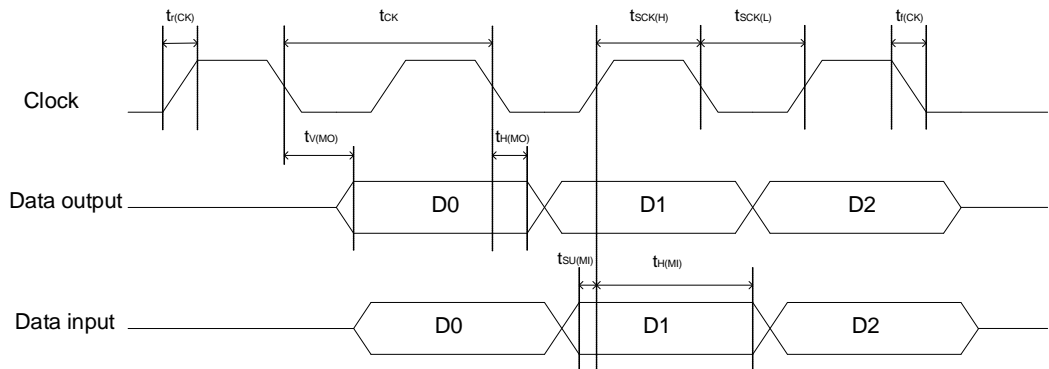 tr(CK) tCK tSCK(H) tSCK(L) tf(CK)
Clock
tV(MO) tH(MO)
Data output D0 D1 D2
tSU(MI) tH(MI)
Data input D0 D1 D2